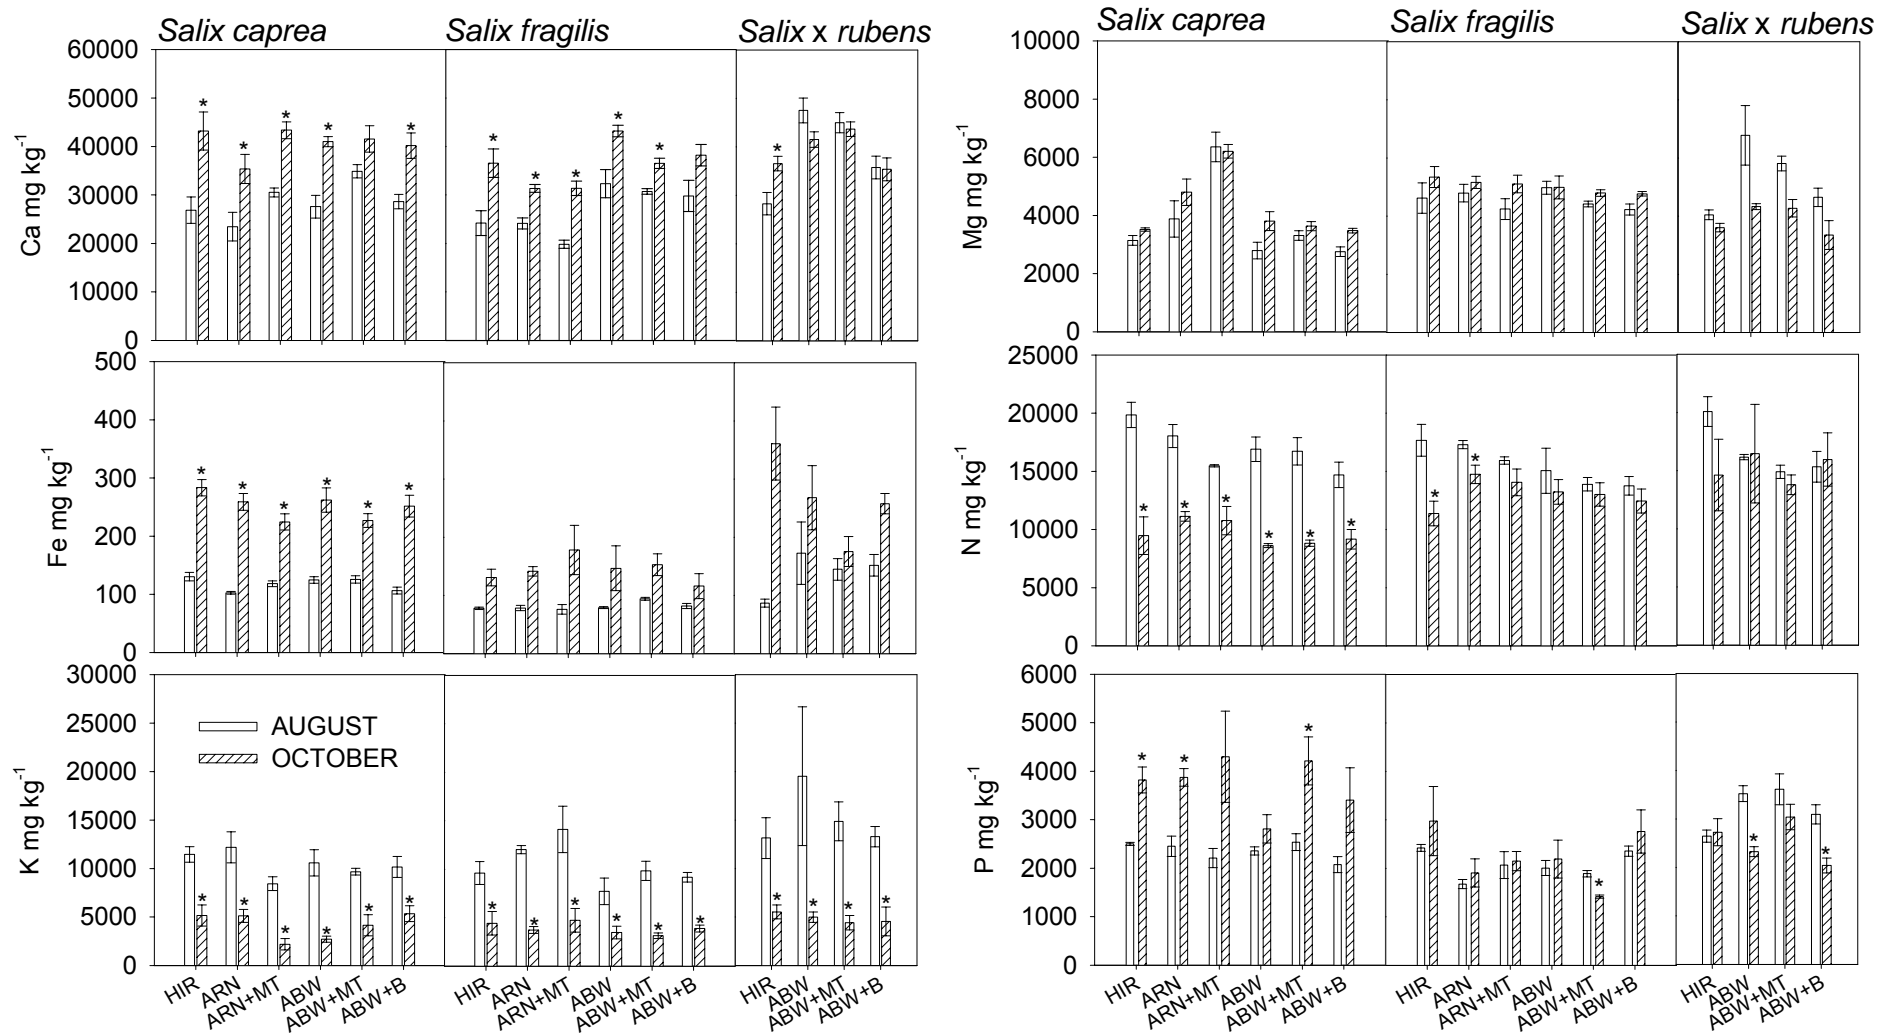 Salix caprea Salix fragilis Salix x rubens
60000
50000
40000
30000
20000
10000
0
Ca mg kg-1
* * * * *
* * * * *
*
500
400
300
200
100
0
Fe mg kg-1
* * * * * *
30000
25000
20000
15000
10000
5000
0
K mg kg-1
AUGUST
OCTOBER
* * * * * *
* * * * * *
* * * *
HIR ARN ARN+MT ABW ABW+MT ABW+B
HIR ARN ARN+MT ABW ABW+MT ABW+B
HIR ABW ABW+MT ABW+B
Salix caprea Salix fragilis Salix x rubens
10000
8000
6000
4000
2000
0
Mg mg kg-1
25000
20000
15000
10000
5000
0
N mg kg-1
* * * * * *
* *
6000
5000
4000
3000
2000
1000
0
P mg kg-1
* * *
*
* *
HIR ARN ARN+MT ABW ABW+MT ABW+B
HIR ARN ARN+MT ABW ABW+MT ABW+B
HIR ABW ABW+MT ABW+B